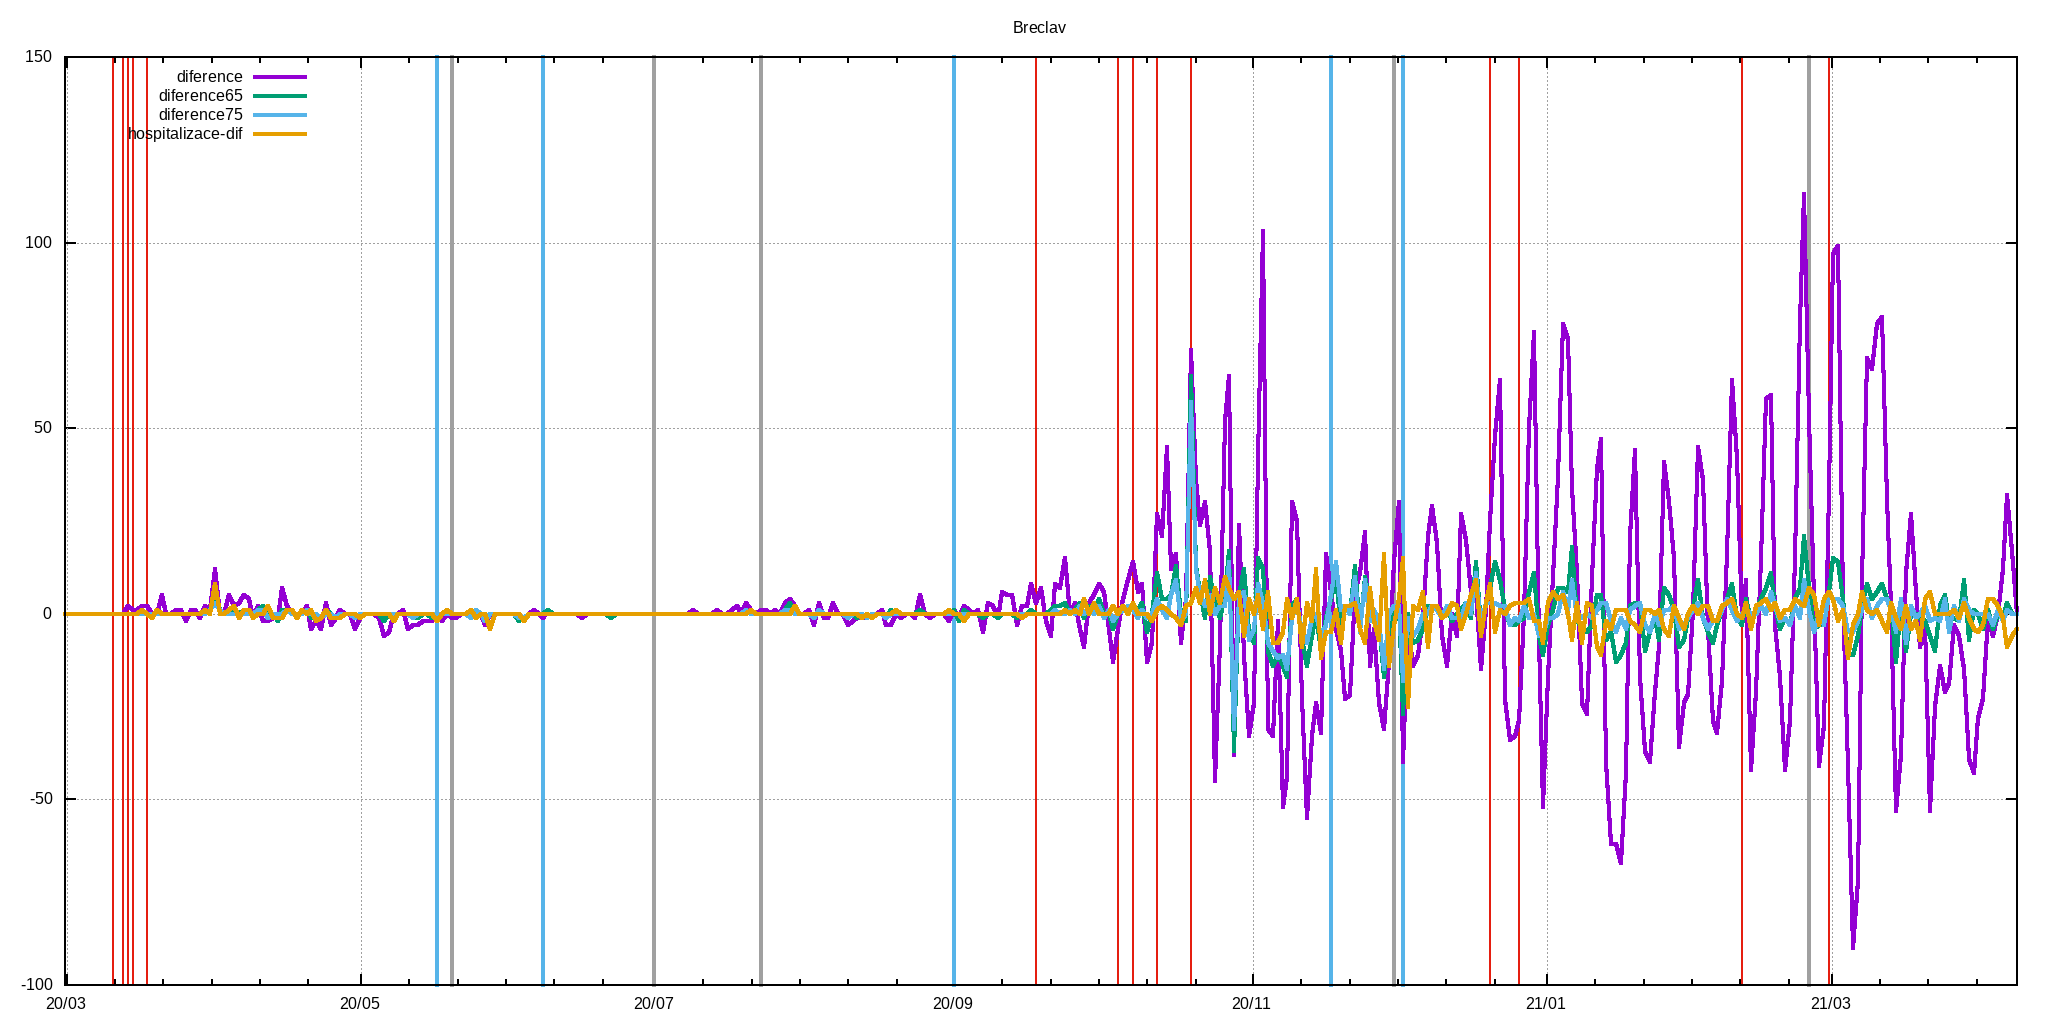 Breclav
150
diference
diference65
diference75
hospitalizace-dif
100
50
0
-50
-100
20/03 20/05 20/07 20/09 20/11 21/01 21/03